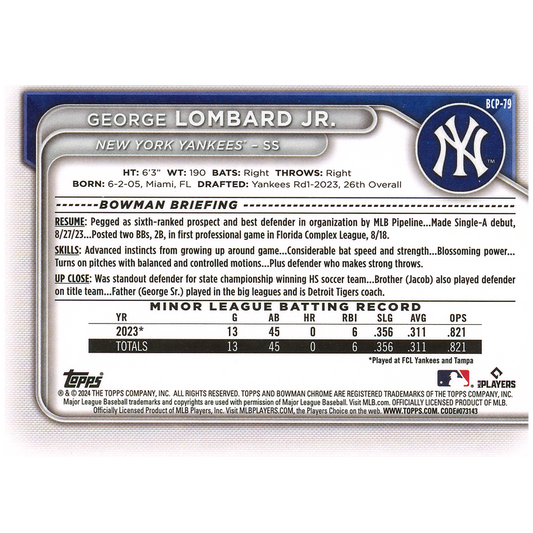 BCP-79
GEORGE LOMBARD JR.
NEW YORK YANKEES® – SS
NY
™
HT: 6'3" WT: 190 BATS: Right THROWS: Right
BORN: 6-2-05, Miami, FL DRAFTED: Yankees Rd1-2023, 26th Overall
BOWMAN BRIEFING
RESUME: Pegged as sixth-ranked prospect and best defender in organization by MLB Pipeline...Made Single-A debut,
8/27/23...Posted two BBs, 2B, in first professional game in Florida Complex League, 8/18.
SKILLS: Advanced instincts from growing up around game...Considerable bat speed and strength...Blossoming power...
Turns on pitches with balanced and controlled motions...Plus defender who makes strong throws.
UP CLOSE: Was standout defender for state championship winning HS soccer team...Brother (Jacob) also played defender
on title team...Father (George Sr.) played in the big leagues and is Detroit Tigers coach.
MINOR LEAGUE BATTING RECORD
YR G AB HR RBI SLG AVG OPS
2023* 13 45 0 6 .356 .311 .821
TOTALS 13 45 0 6 .356 .311 .821
*Played at FCL Yankees and Tampa
Topps
MLB PLAYERS
® & © 2024 THE TOPPS COMPANY, INC. ALL RIGHTS RESERVED. TOPPS AND BOWMAN CHROME ARE REGISTERED TRADEMARKS OF THE TOPPS COMPANY, INC.
Major League Baseball trademarks and copyrights are used with permission of Major League Baseball. Visit MLB.com. OFFICIALLY LICENSED PRODUCT OF MLB.
Officially Licensed Product of MLB Players, Inc. Visit MLBPLAYERS.com, the Players Choice on the web. WWW.TOPPS.COM. CODE#073143